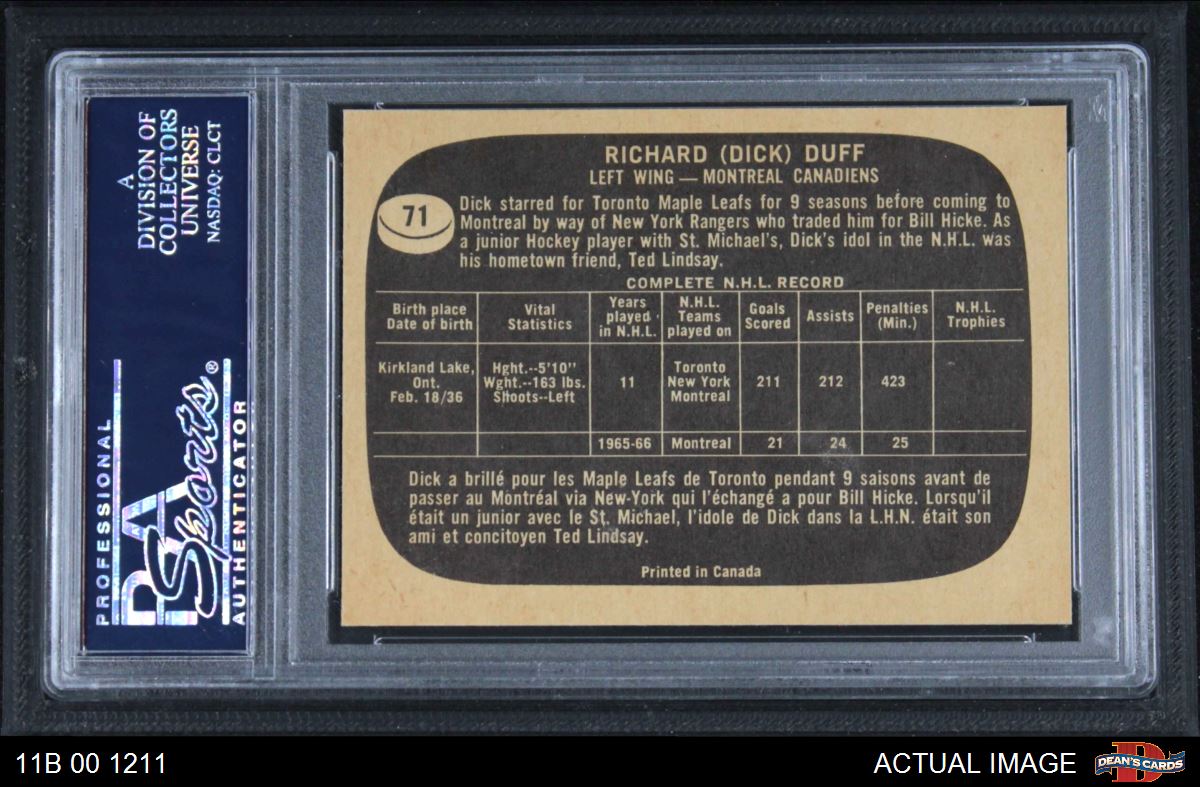 A
DIVISION OF
COLLECTORS
UNIVERSE
NASDAQ: CLCT
PROFESSIONAL
PSA
Sports®
AUTHENTICATOR
RICHARD (DICK) DUFF
LEFT WING — MONTREAL CANADIENS
71
Dick starred for Toronto Maple Leafs for 9 seasons before coming to
Montreal by way of New York Rangers who traded him for Bill Hicke. As
a junior Hockey player with St. Michael's, Dick's idol in the N.H.L. was
his hometown friend, Ted Lindsay.
COMPLETE N.H.L. RECORD
Birth place
Date of birth
Vital
Statistics
Years
played
in N.H.L.
N.H.L.
Teams
played on
Goals
Scored
Assists
Penalties
(Min.)
N.H.L.
Trophies
Kirkland Lake,
Ont.
Feb. 18/36
Hght.--5'10"
Wght.--163 lbs.
Shoots--Left
11
Toronto
New York
Montreal
211
212
423
1965-66 Montreal 21 24 25
Dick a brillé pour les Maple Leafs de Toronto pendant 9 saisons avant de
passer au Montréal via New-York qui l'échangé a pour Bill Hicke. Lorsqu'il
était un junior avec le St. Michael, l'idole de Dick dans la L.H.N. était son
ami et concitoyen Ted Lindsay.
Printed in Canada
11B 00 1211
ACTUAL IMAGE
D
DEAN'S CARDS